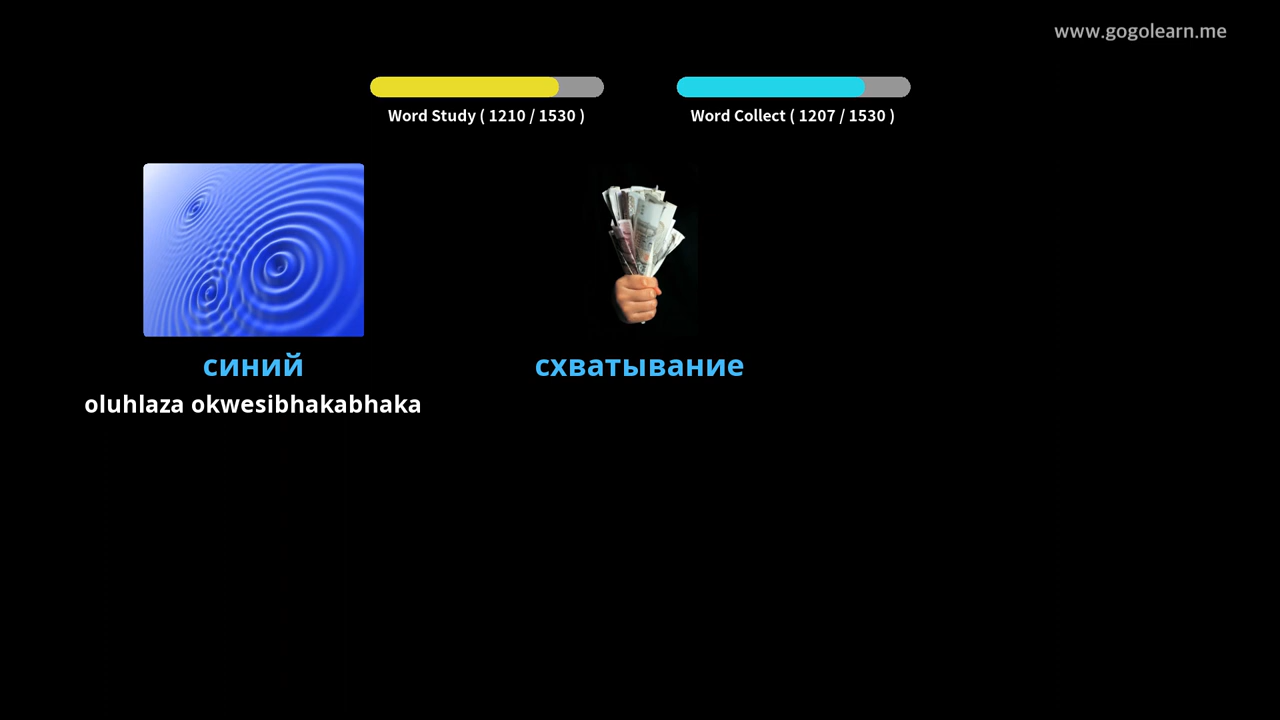 www.gogolearn.me
Word Study ( 1210 / 1530 )
Word Collect ( 1207 / 1530 )
синий
oluhlaza okwesibhakabhaka
схватывание